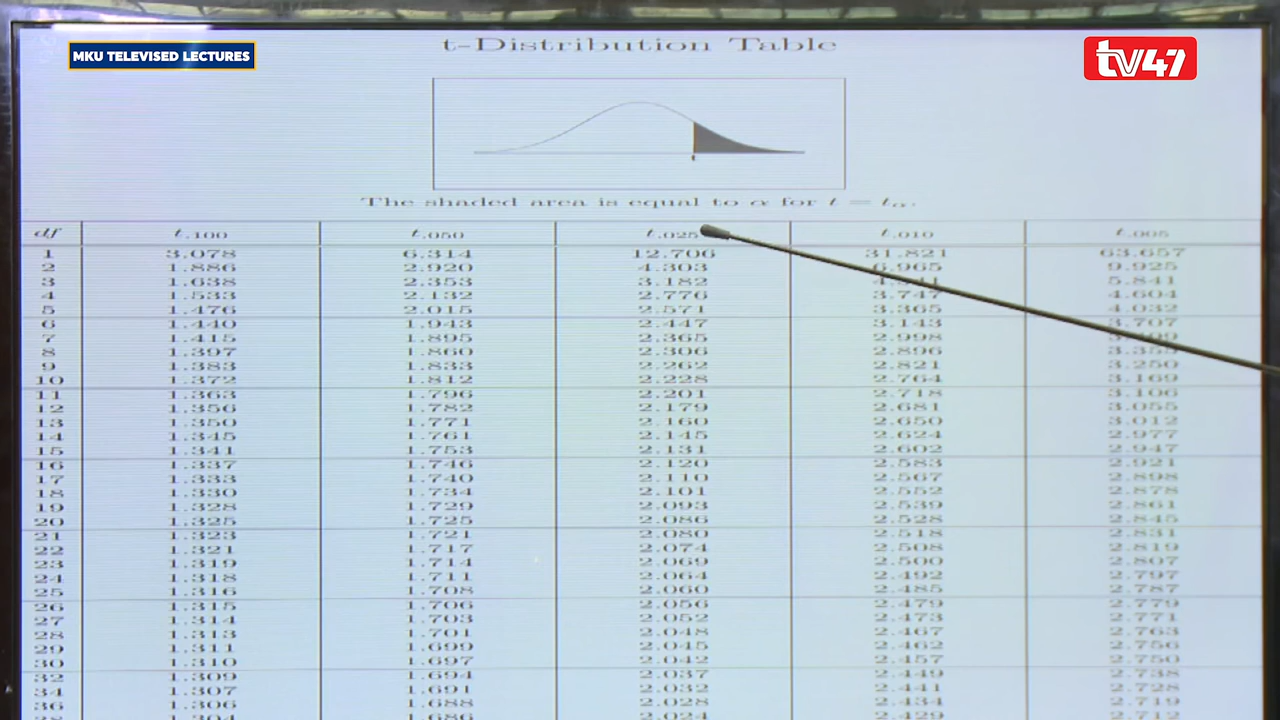 MKU TELEVISED LECTURES
tv47
t-Distribution Table
t
The shaded area is equal to α for t = tα.
df t.100 t.050 t.025 t.010 t.005
1 3.078 6.314 12.706 31.821 63.657
2 1.886 2.920 4.303 6.965 9.925
3 1.638 2.353 3.182 5.841
4 1.533 2.132 2.776 3.747 4.604
5 1.476 2.015 2.571 3.365 4.032
6 1.440 1.943 2.447 3.143 3.707
7 1.415 1.895 2.365 2.998
8 1.397 1.860 2.306 2.896 3.355
9 1.383 1.833 2.262 2.821 3.250
10 1.372 1.812 2.228 2.764 3.169
11 1.363 1.796 2.201 2.718 3.106
12 1.356 1.782 2.179 2.681 3.055
13 1.350 1.771 2.160 2.650 3.012
14 1.345 1.761 2.145 2.624 2.977
15 1.341 1.753 2.131 2.602 2.947
16 1.337 1.746 2.120 2.583 2.921
17 1.333 1.740 2.110 2.567 2.898
18 1.330 1.734 2.101 2.552 2.878
19 1.328 1.729 2.093 2.539 2.861
20 1.325 1.725 2.086 2.528 2.845
21 1.323 1.721 2.080 2.518 2.831
22 1.321 1.717 2.074 2.508 2.819
23 1.319 1.714 2.069 2.500 2.807
24 1.318 1.711 2.064 2.492 2.797
25 1.316 1.708 2.060 2.485 2.787
26 1.315 1.706 2.056 2.479 2.779
27 1.314 1.703 2.052 2.473 2.771
28 1.313 1.701 2.048 2.467 2.763
29 1.311 1.699 2.045 2.462 2.756
30 1.310 1.697 2.042 2.457 2.750
32 1.309 1.694 2.037 2.449 2.738
34 1.307 1.691 2.032 2.441 2.728
36 1.306 1.688 2.028 2.434 2.719
38 1.304 1.686 2.024 2.429 2.712